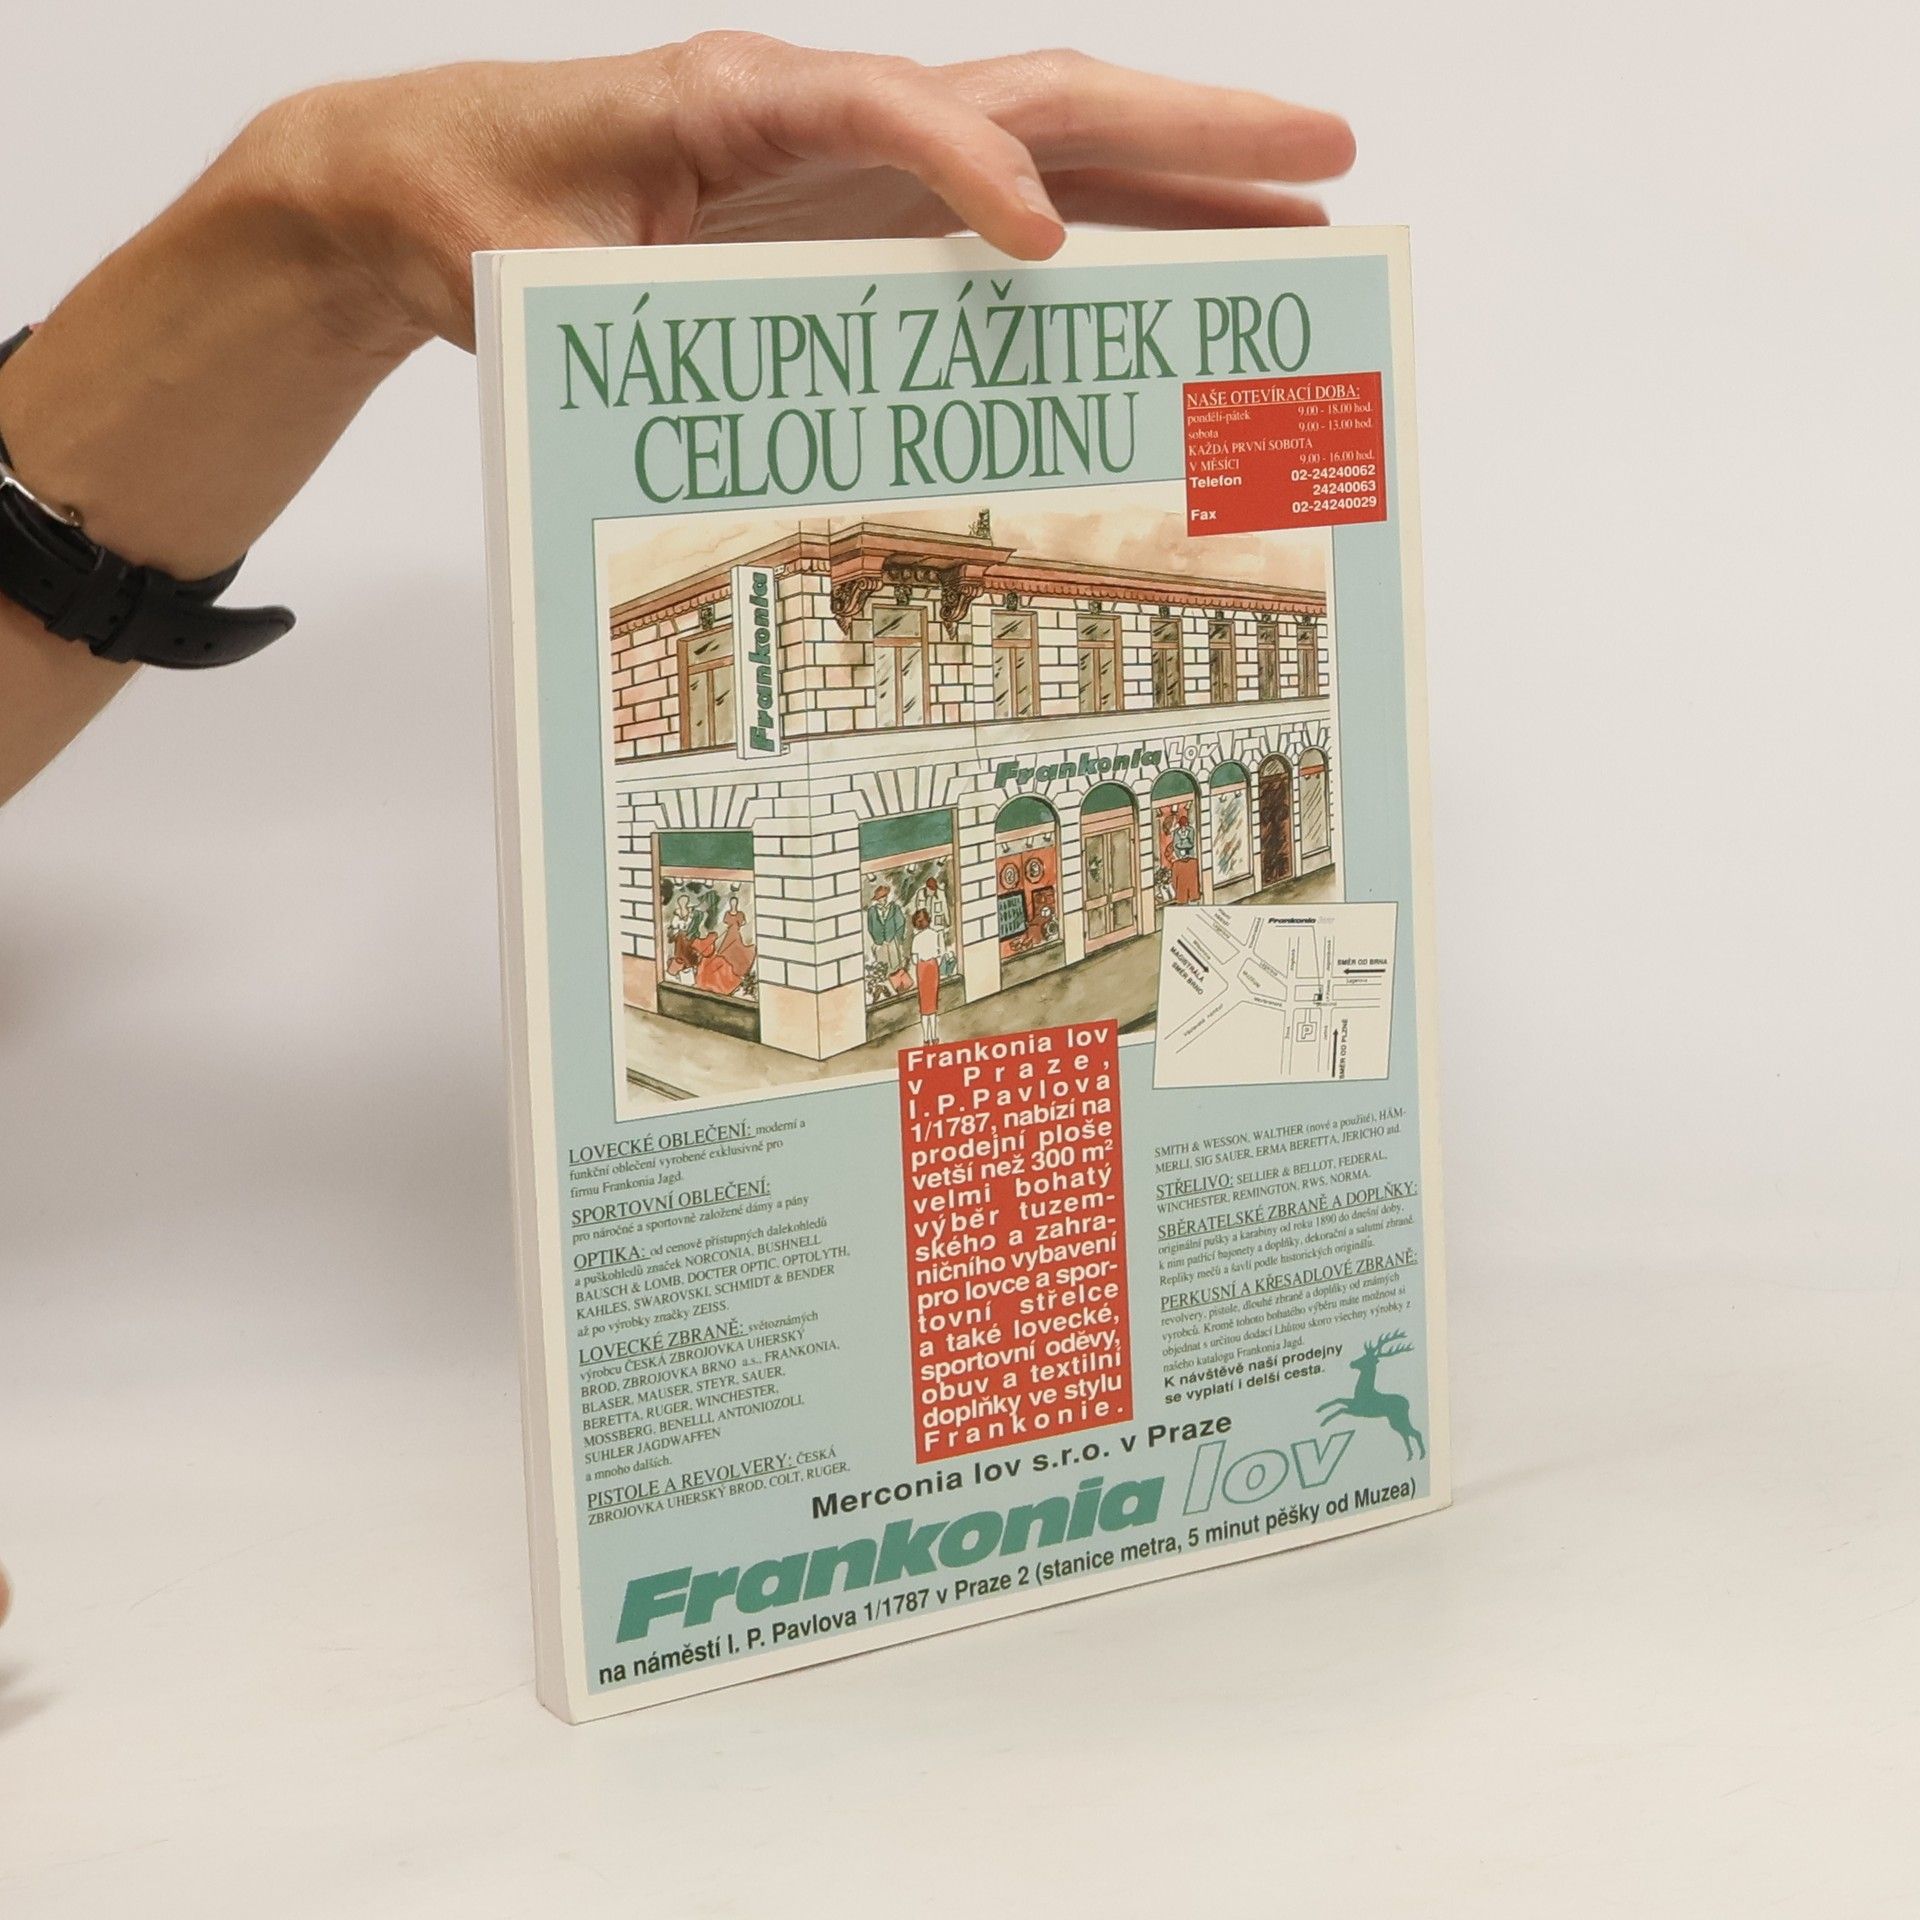 NÁKUPNÍ ZÁŽITEK PRO
CELOU RODINU
NAŠE OTEVÍRACÍ DOBA:
pondělí-pátek 9.00 - 18.00 hod.
sobota 9.00 - 13.00 hod.
KAŽDÁ PRVNÍ SOBOTA
V MĚSÍCI 9.00 - 16.00 hod.
Telefon 02-24240062
24240063
Fax 02-24240029
Frankonia
Frankonia Lov
Frankonia lov
MAGISTRÁLA
SMĚR BRNO
SMĚR OD BRNA
SMĚR OD PLZNĚ
P
Frankonia lov
v Praze,
I.P.Pavlova
1/1787, nabízí na
prodejní ploše
vetší než 300 m²
velmi bohatý
výběr tuzem-
ského a zahra-
ničního vybavení
pro lovce a spor-
tovní střelce
a také lovecké,
sportovní oděvy,
obuv a textilní
doplňky ve stylu
Frankonie.
LOVECKÉ OBLEČENÍ: moderní a
funkční oblečení vyrobené exklusivně pro
firmu Frankonia Jagd.
SPORTOVNÍ OBLEČENÍ:
pro náročné a sportovně založené dámy a pány
OPTIKA: od cenově přístupných dalekohledů
a puškohledů značek NORCONIA, BUSHNELL
BAUSCH & LOMB, DOCTER OPTIC, OPTOLYTH,
KAHLES, SWAROVSKI, SCHMIDT & BENDER
až po výrobky značky ZEISS.
LOVECKÉ ZBRANĚ: světoznámých
výrobcu ČESKÁ ZBROJOVKA UHERSKÝ
BROD, ZBROJOVKA BRNO a.s., FRANKONIA,
BLASER, MAUSER, STEYR, SAUER,
BERETTA, RUGER, WINCHESTER,
MOSSBERG, BENELLI, ANTONIOZOLI,
SUHLER JAGDWAFFEN
a mnoho dalších.
PISTOLE A REVOLVERY: ČESKÁ
ZBROJOVKA UHERSKÝ BROD, COLT, RUGER,
SMITH & WESSON, WALTHER (nové a použité), HÄM-
MERLI, SIG SAUER, ERMA BERETTA, JERICHO atd.
STŘELIVO: SELLIER & BELLOT, FEDERAL,
WINCHESTER, REMINGTON, RWS, NORMA.
SBĚRATELSKÉ ZBRANĚ A DOPLŇKY:
originální pušky a karabiny od roku 1890 do dnešní doby,
k nim patřící bajonety a doplňky, dekorační a salutní zbraně.
Repliky mečů a šavlí podle historických originálů.
PERKUSNÍ A KŘESADLOVÉ ZBRANĚ:
revolvery, pistole, dlouhé zbraně a doplňky od známých
výrobců. Kromě tohoto bohatého výběru máte možnost si
objednat s určitou dodací Lhůtou skoro všechny výrobky z
našeho katalogu Frankonia Jagd.
K návštěvě naší prodejny
se vyplatí i delší cesta.
Merconia lov s.r.o. v Praze
Frankonia lov
na náměstí I. P. Pavlova 1/1787 v Praze 2 (stanice metra, 5 minut pěšky od Muzea)